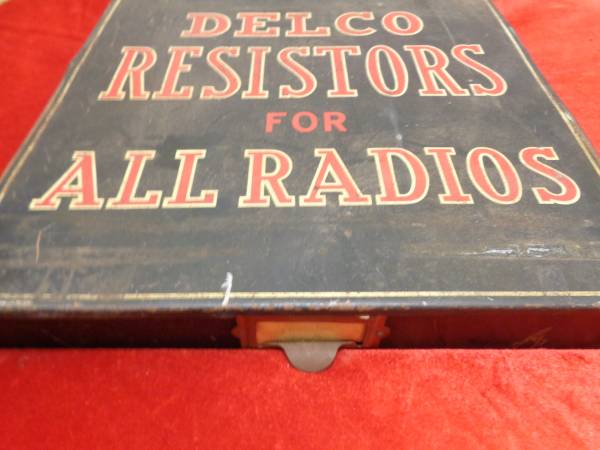 DELCO
RESISTORS
FOR
ALL RADIOS